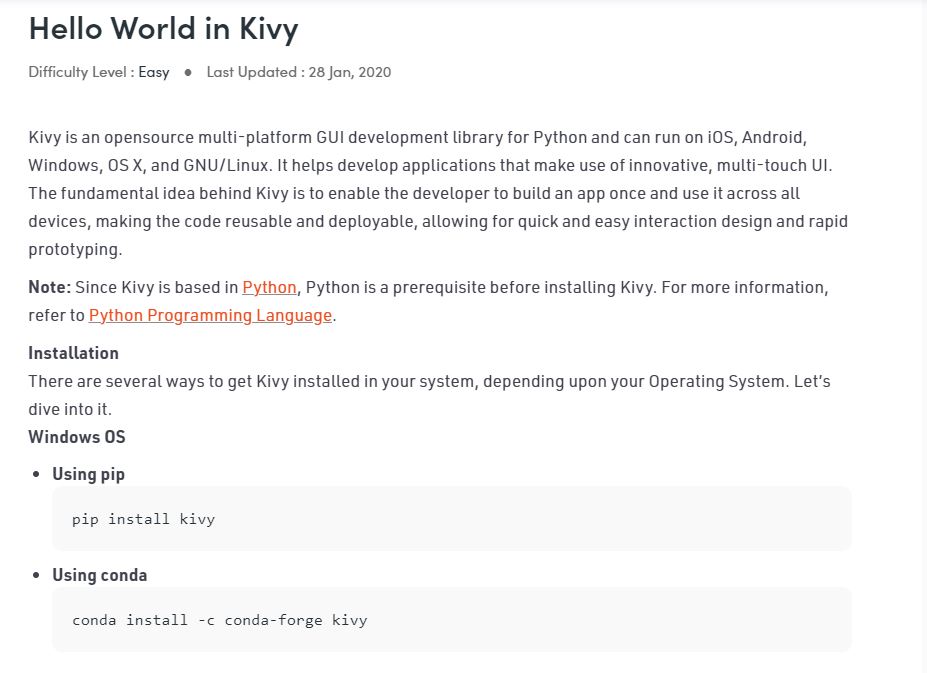 Hello World in Kivy
Difficulty Level : Easy ● Last Updated : 28 Jan, 2020
Kivy is an opensource multi-platform GUI development library for Python and can run on iOS, Android,
Windows, OS X, and GNU/Linux. It helps develop applications that make use of innovative, multi-touch UI.
The fundamental idea behind Kivy is to enable the developer to build an app once and use it across all
devices, making the code reusable and deployable, allowing for quick and easy interaction design and rapid
prototyping.
Note: Since Kivy is based in Python, Python is a prerequisite before installing Kivy. For more information,
refer to Python Programming Language.
Installation
There are several ways to get Kivy installed in your system, depending upon your Operating System. Let’s
dive into it.
Windows OS
• Using pip
pip install kivy
• Using conda
conda install -c conda-forge kivy